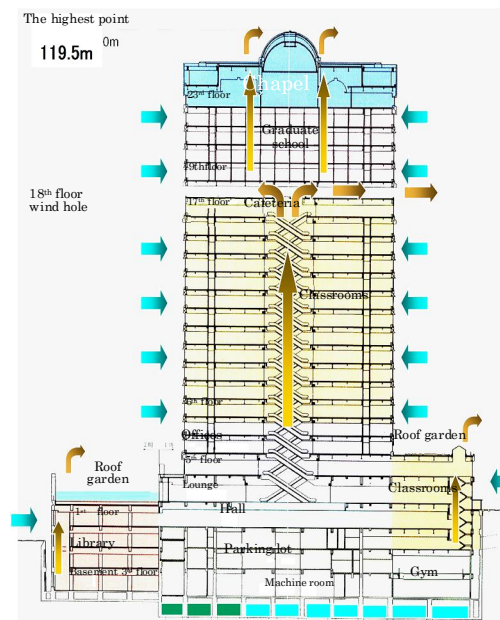 The highest point
119.5m 0m
Chapel
23rd floor
Graduate
school
9thfloor
18th floor
wind hole
17th floor
Cafeteria
Classrooms
6th floor
Offices
Roof garden
5th floor
Roof
garden
Lounge
Classrooms
1st floor
Hall
Library
Parking lot
Basement 3rd floor
Gym
Machine room